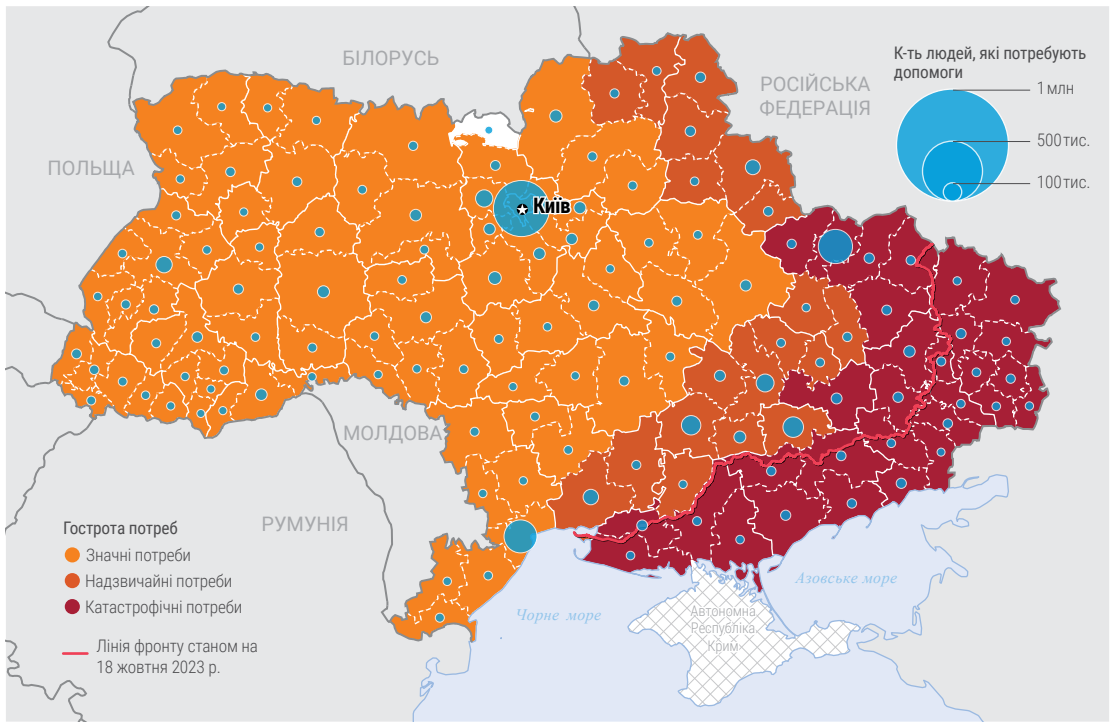 БІЛОРУСЬ
К-ть людей, які потребують
допомоги
РОСІЙСЬКА
ФЕДЕРАЦІЯ
1 млн
500 тис.
100 тис.
ПОЛЬЩА
Київ
МОЛДОВА
РУМУНІЯ
Гострота потреб
Значні потреби
Надзвичайні потреби
Катастрофічні потреби
Лінія фронту станом на
18 жовтня 2023 р.
Азовське море
Чорне море
Автономна
Республіка
Крим